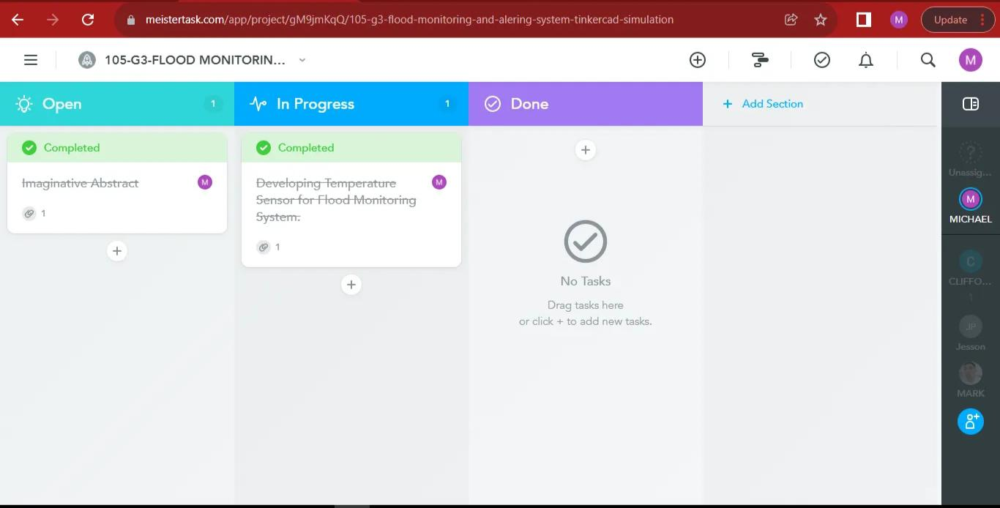 meistertask.com/app/project/gM9jmKqQ/105-g3-flood-monitoring-and-alering-system-tinkercad-simulation
M
Update
105-G3-FLOOD MONITORIN...
M
Open
1
In Progress
1
Done
+ Add Section
Completed
Imaginative Abstract
M
1
Completed
Developing Temperature
Sensor for Flood Monitoring
System.
M
1
No Tasks
Drag tasks here
or click + to add new tasks.
?
Unassig...
M
MICHAEL
C
CLIFFO...
1
JP
Jesson
MARK